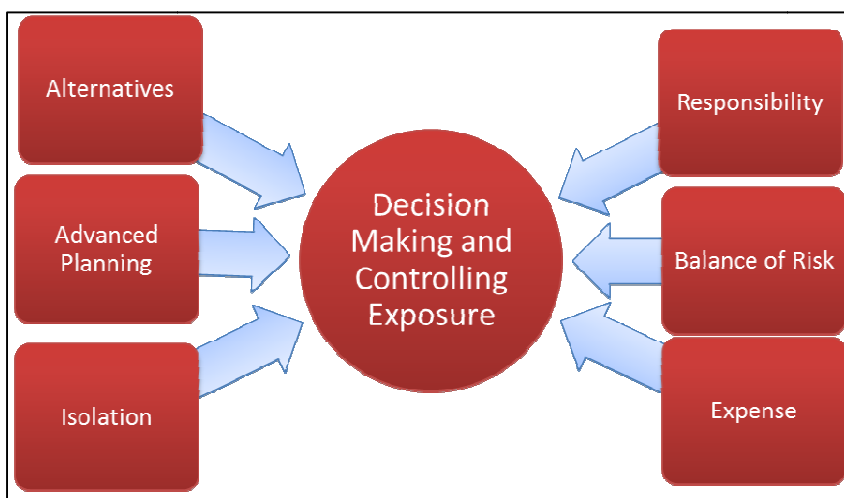 Alternatives
Advanced
Planning
Isolation
Decision
Making and
Controlling
Exposure
Responsibility
Balance of Risk
Expense